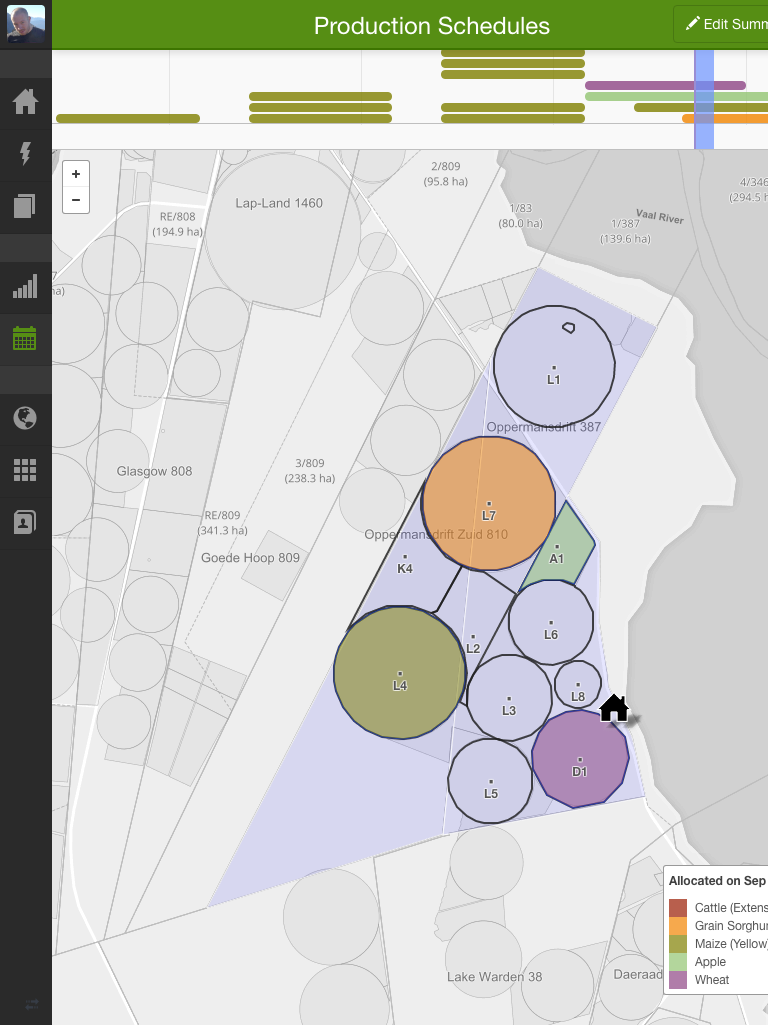 Production Schedules
Edit Summ
+
−
2/809
(95.8 ha)
Lap-Land 1460
RE/808
(194.9 ha)
1/83
(80.0 ha)
4/346
(294.5 h
Vaal River
1/387
(139.6 ha)
ha)
L1
Oppermansdrift 387
Glasgow 808
3/809
(238.3 ha)
L7
RE/809
(341.3 ha)
Oppermansdrift Zuid 810
Goede Hoop 809
A1
K4
L6
L2
L4
L8
L3
D1
L5
Allocated on Sep
Cattle (Extens
Grain Sorghu
Maize (Yellow)
Apple
Wheat
Lake Warden 38
Daeraad